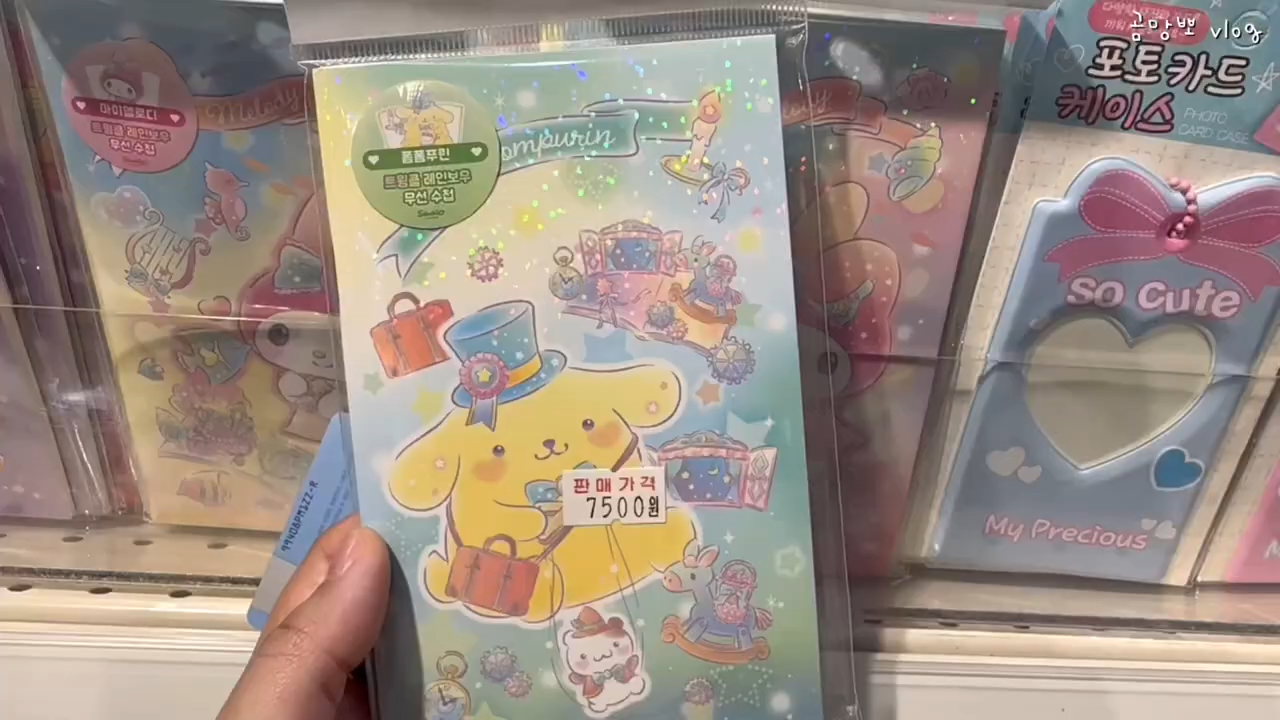 곰망뽀 vlog
마이멜로디
트윙클 레인보우
무선 수첩
Melody
폼폼푸린
트윙클 레인보우
무선 수첩
Sanrio
ompurin
판매가격
7500원
포토카드
케이스
PHOTO
CARD CASE
so cute
My Precious